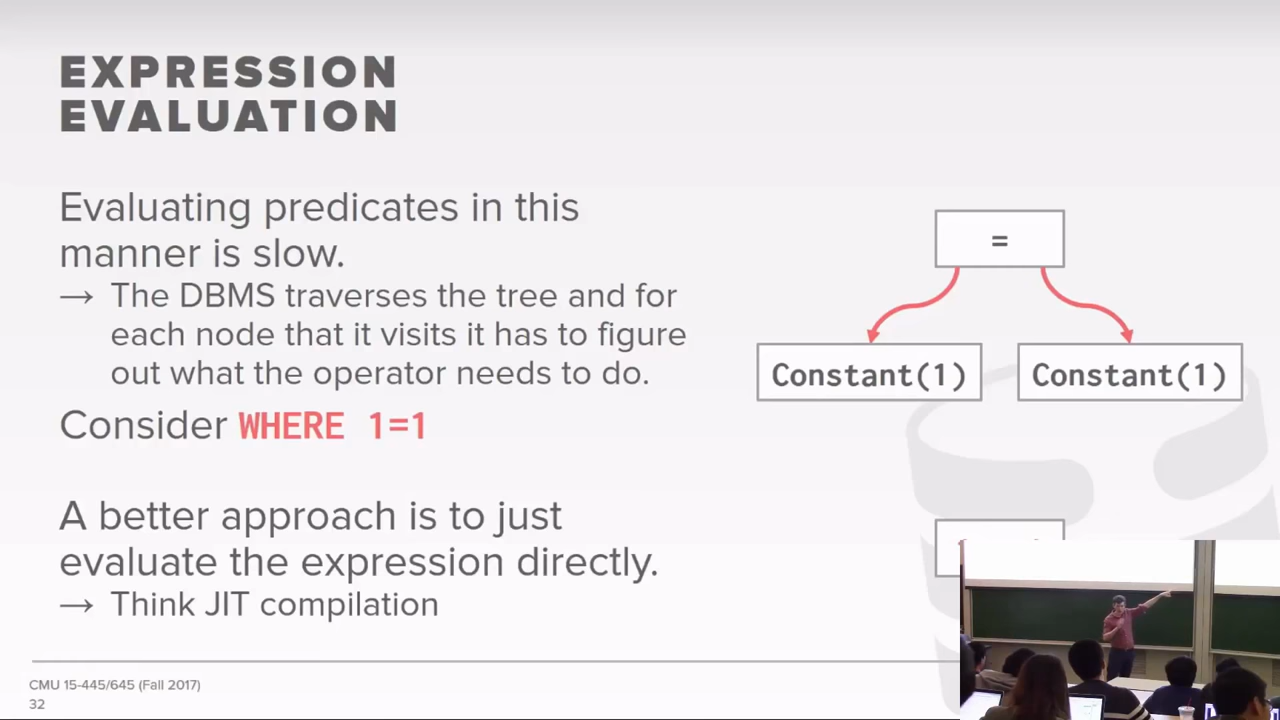 EXPRESSION
EVALUATION
Evaluating predicates in this
manner is slow.
→ The DBMS traverses the tree and for
each node that it visits it has to figure
out what the operator needs to do.
Consider WHERE 1=1
A better approach is to just
evaluate the expression directly.
→ Think JIT compilation
=
Constant(1) Constant(1)
CMU 15-445/645 (Fall 2017)
32